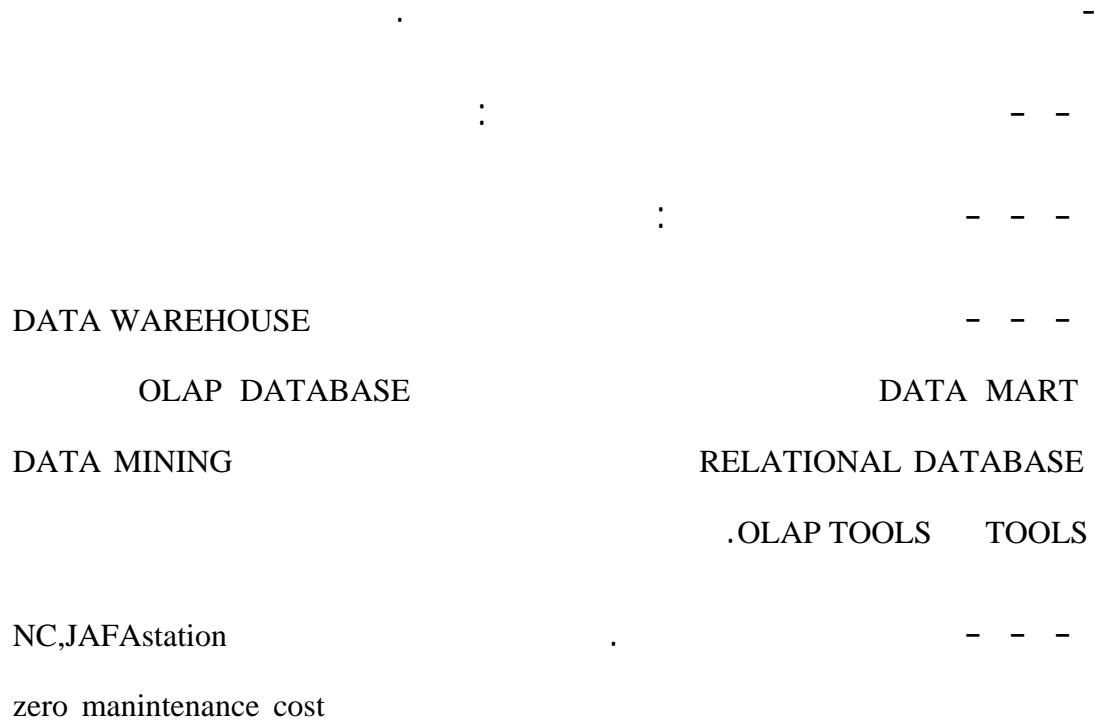 - .
- - :
- - - :
- - - DATA WAREHOUSE
DATA MART OLAP DATABASE
RELATIONAL DATABASE DATA MINING
TOOLS OLAP TOOLS.
- - - . NC,JAFAstation
zero manintenance cost